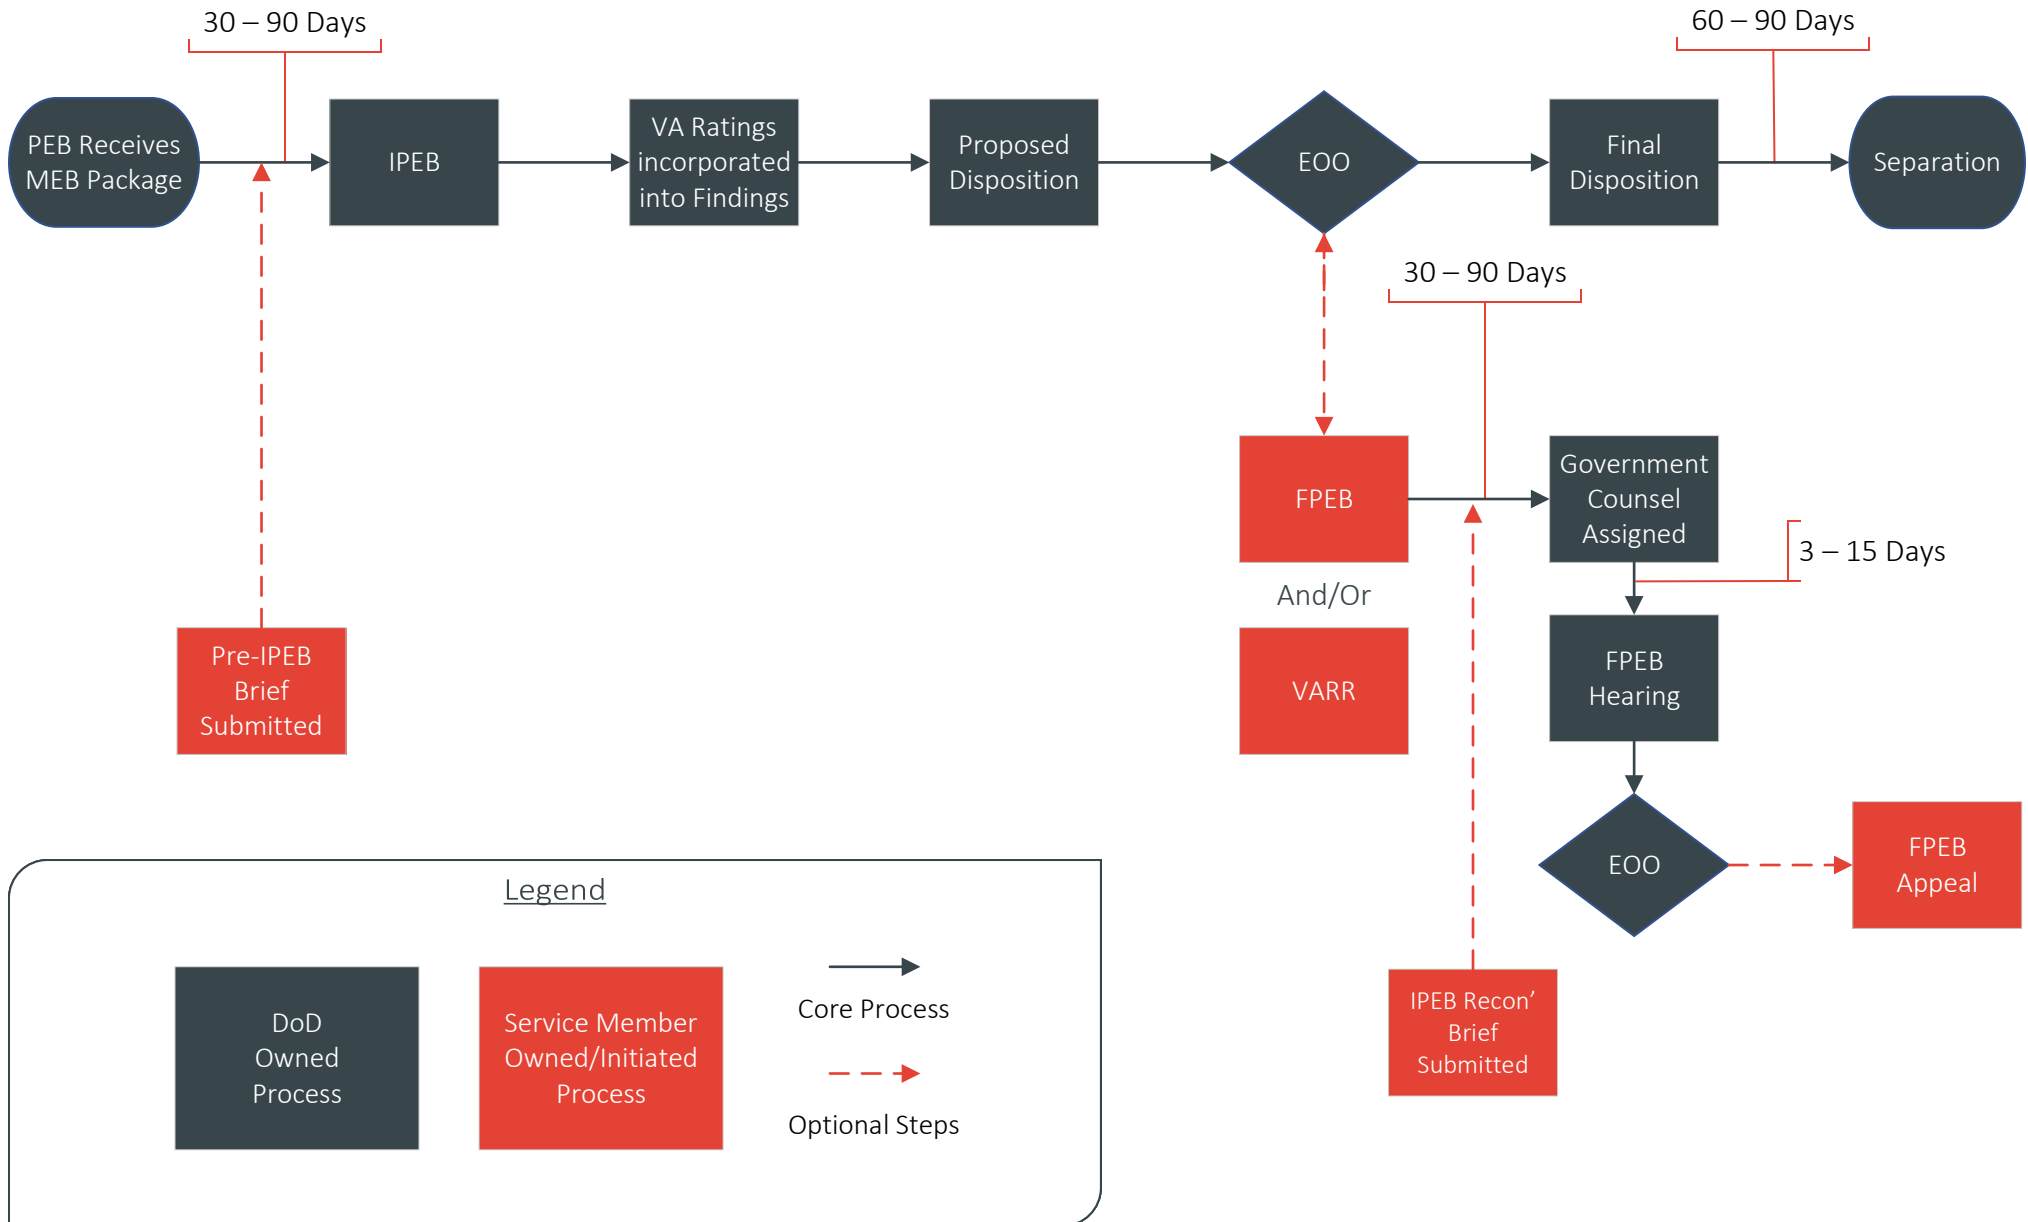 30 – 90 Days
60 – 90 Days
PEB Receives
MEB Package
IPEB
VA Ratings
incorporated
into Findings
Proposed
Disposition
EOO
Final
Disposition
Separation
30 – 90 Days
FPEB
Government
Counsel
Assigned
3 – 15 Days
And/Or
Pre-IPEB
Brief
Submitted
VARR
FPEB
Hearing
EOO
FPEB
Appeal
IPEB Recon’
Brief
Submitted
Legend
DoD
Owned
Process
Service Member
Owned/Initiated
Process
Core Process
Optional Steps